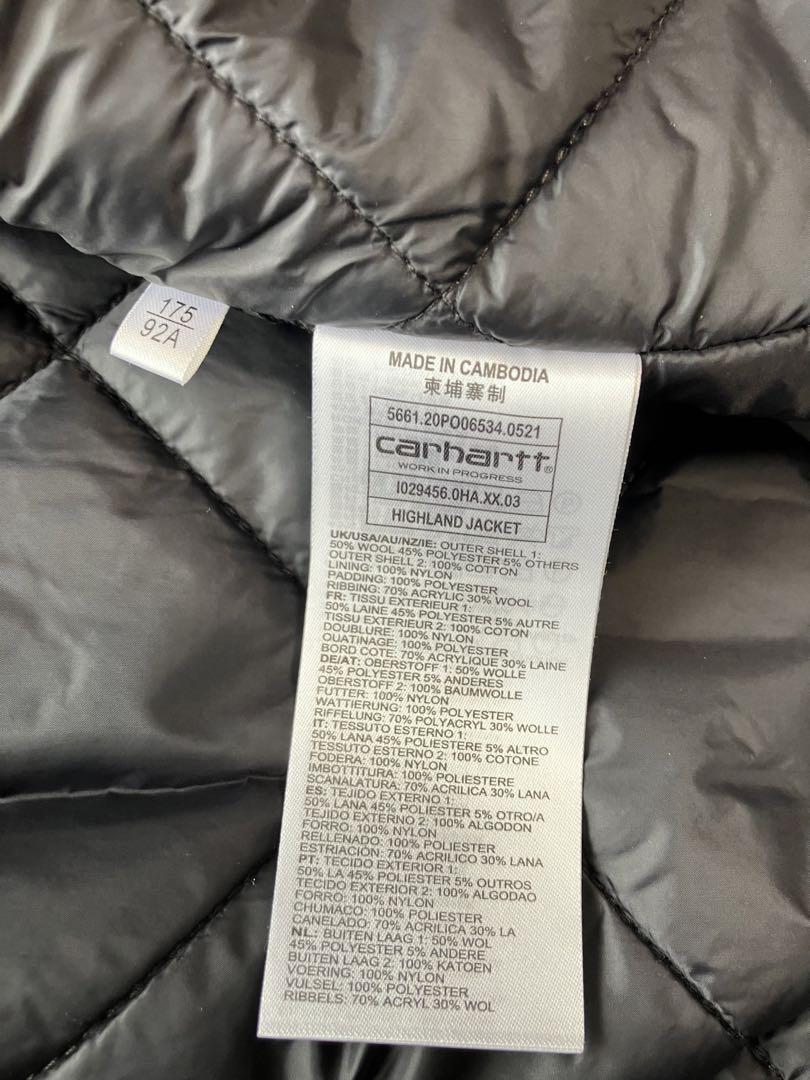 175
92A
MADE IN CAMBODIA
柬埔寨制
5661.20PO06534.0521
carhartt®
WORK IN PROGRESS
I029456.0HA.XX.03
HIGHLAND JACKET
UK/USA/AU/NZ/IE: OUTER SHELL 1:
50% WOOL 45% POLYESTER 5% OTHERS
OUTER SHELL 2: 100% COTTON
LINING: 100% NYLON
PADDING: 100% POLYESTER
RIBBING: 70% ACRYLIC 30% WOOL
FR: TISSU EXTERIEUR 1:
50% LAINE 45% POLYESTER 5% AUTRE
TISSU EXTERIEUR 2: 100% COTON
DOUBLURE: 100% NYLON
OUATINAGE: 100% POLYESTER
BORD COTE: 70% ACRYLIQUE 30% LAINE
DE/AT: OBERSTOFF 1: 50% WOLLE
45% POLYESTER 5% ANDERES
OBERSTOFF 2: 100% BAUMWOLLE
FUTTER: 100% NYLON
WATTIERUNG: 100% POLYESTER
RIFFELUNG: 70% POLYACRYL 30% WOLLE
IT: TESSUTO ESTERNO 1:
50% LANA 45% POLIESTERE 5% ALTRO
TESSUTO ESTERNO 2: 100% COTONE
FODERA: 100% NYLON
IMBOTTITURA: 100% POLIESTERE
SCANALATURA: 70% ACRILICA 30% LANA
ES: TEJIDO EXTERNO 1:
50% LANA 45% POLIESTER 5% OTRO/A
TEJIDO EXTERNO 2: 100% ALGODON
FORRO: 100% NYLON
RELLENADO: 100% POLIESTER
ESTRIACIÓN: 70% ACRILICO 30% LANA
PT: TECIDO EXTERIOR 1:
50% LA 45% POLIESTER 5% OUTROS
TECIDO EXTERIOR 2: 100% ALGODAO
FORRO: 100% NYLON
CHUMACO: 100% POLIESTER
CANELADO: 70% ACRILICA 30% LA
NL: BUITEN LAAG 1: 50% WOL
45% POLYESTER 5% ANDERE
BUITEN LAAG 2: 100% KATOEN
VOERING: 100% NYLON
VULSEL: 100% POLYESTER
RIBBELS: 70% ACRYL 30% WOL